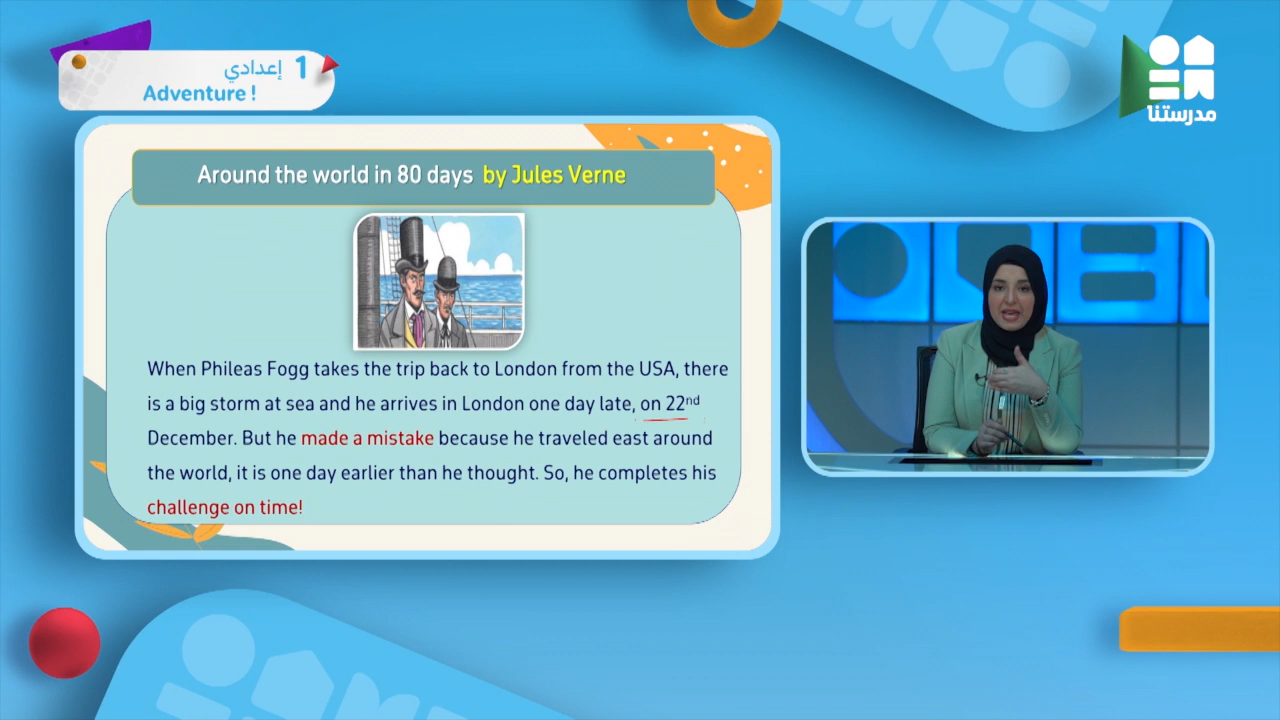 1 إعدادي
Adventure !
مدرستنا
Around the world in 80 days by Jules Verne
When Phileas Fogg takes the trip back to London from the USA, there
is a big storm at sea and he arrives in London one day late, on 22nd
December. But he made a mistake because he traveled east around
the world, it is one day earlier than he thought. So, he completes his
challenge on time!